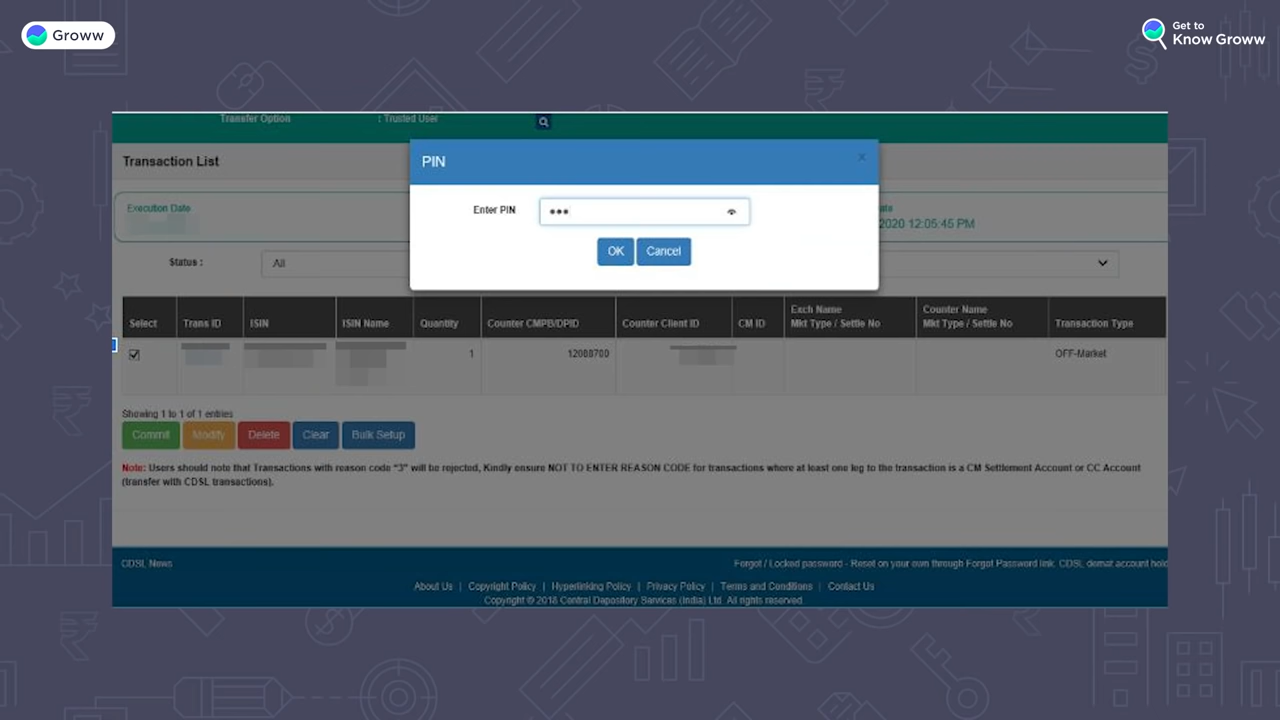 Groww
Get to
Know Groww
Transfer Option : Trusted User
Transaction List
PIN
x
Enter PIN
OK Cancel
Execution Date
2020 12:05:45 PM
Status : All
Select Trans ID ISIN ISIN Name Quantity Counter CMPB/DPID Counter Client ID CM ID Exch Name Mkt Type / Settle No Counter Name Mkt Type / Settle No Transaction Type
1 12088700 OFF-Market
Showing 1 to 1 of 1 entries
Commit Modify Delete Clear Bulk Setup
Note: Users should note that Transactions with reason code "3" will be rejected, Kindly ensure NOT TO ENTER REASON CODE for transactions where at least one leg to the transaction is a CM Settlement Account or CC Account
(transfer with CDSL transactions).
CDSL News
Forgot / Locked password - Reset on your own through Forgot Password link. CDSL demat account
About Us | Copyright Policy | Hyperlinking Policy | Privacy Policy | Terms and Conditions | Contact Us
Copyright © 2018 Central Depository Services (India) Ltd. All rights reserved